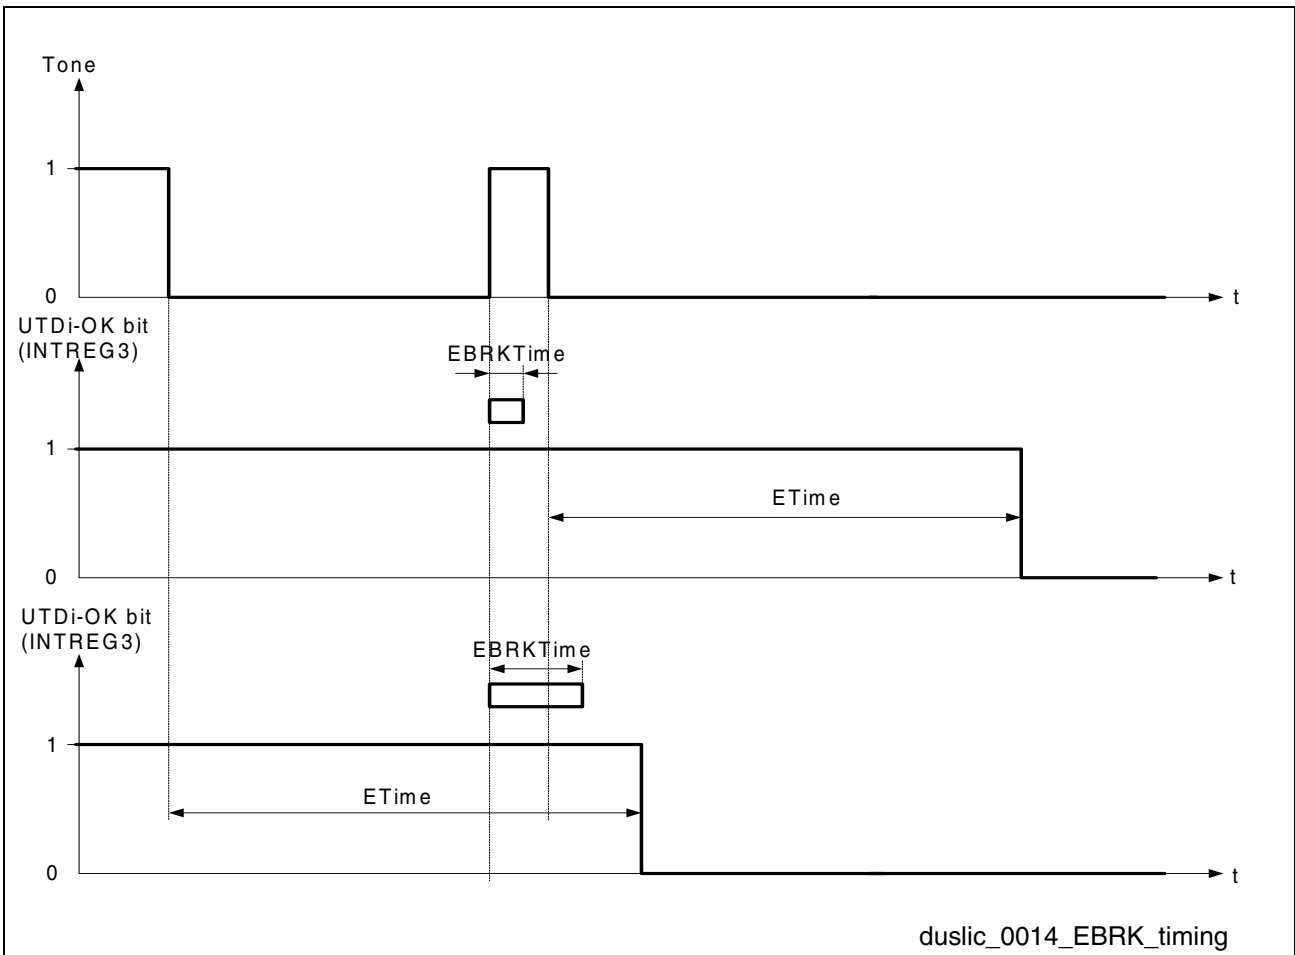 Tone
1
0
t
UTDi-OK bit
(INTREG3)
EBRKTime
1
ETime
0
t
UTDi-OK bit
(INTREG3)
EBRKTime
1
ETime
0
t
duslic_0014_EBRK_timing